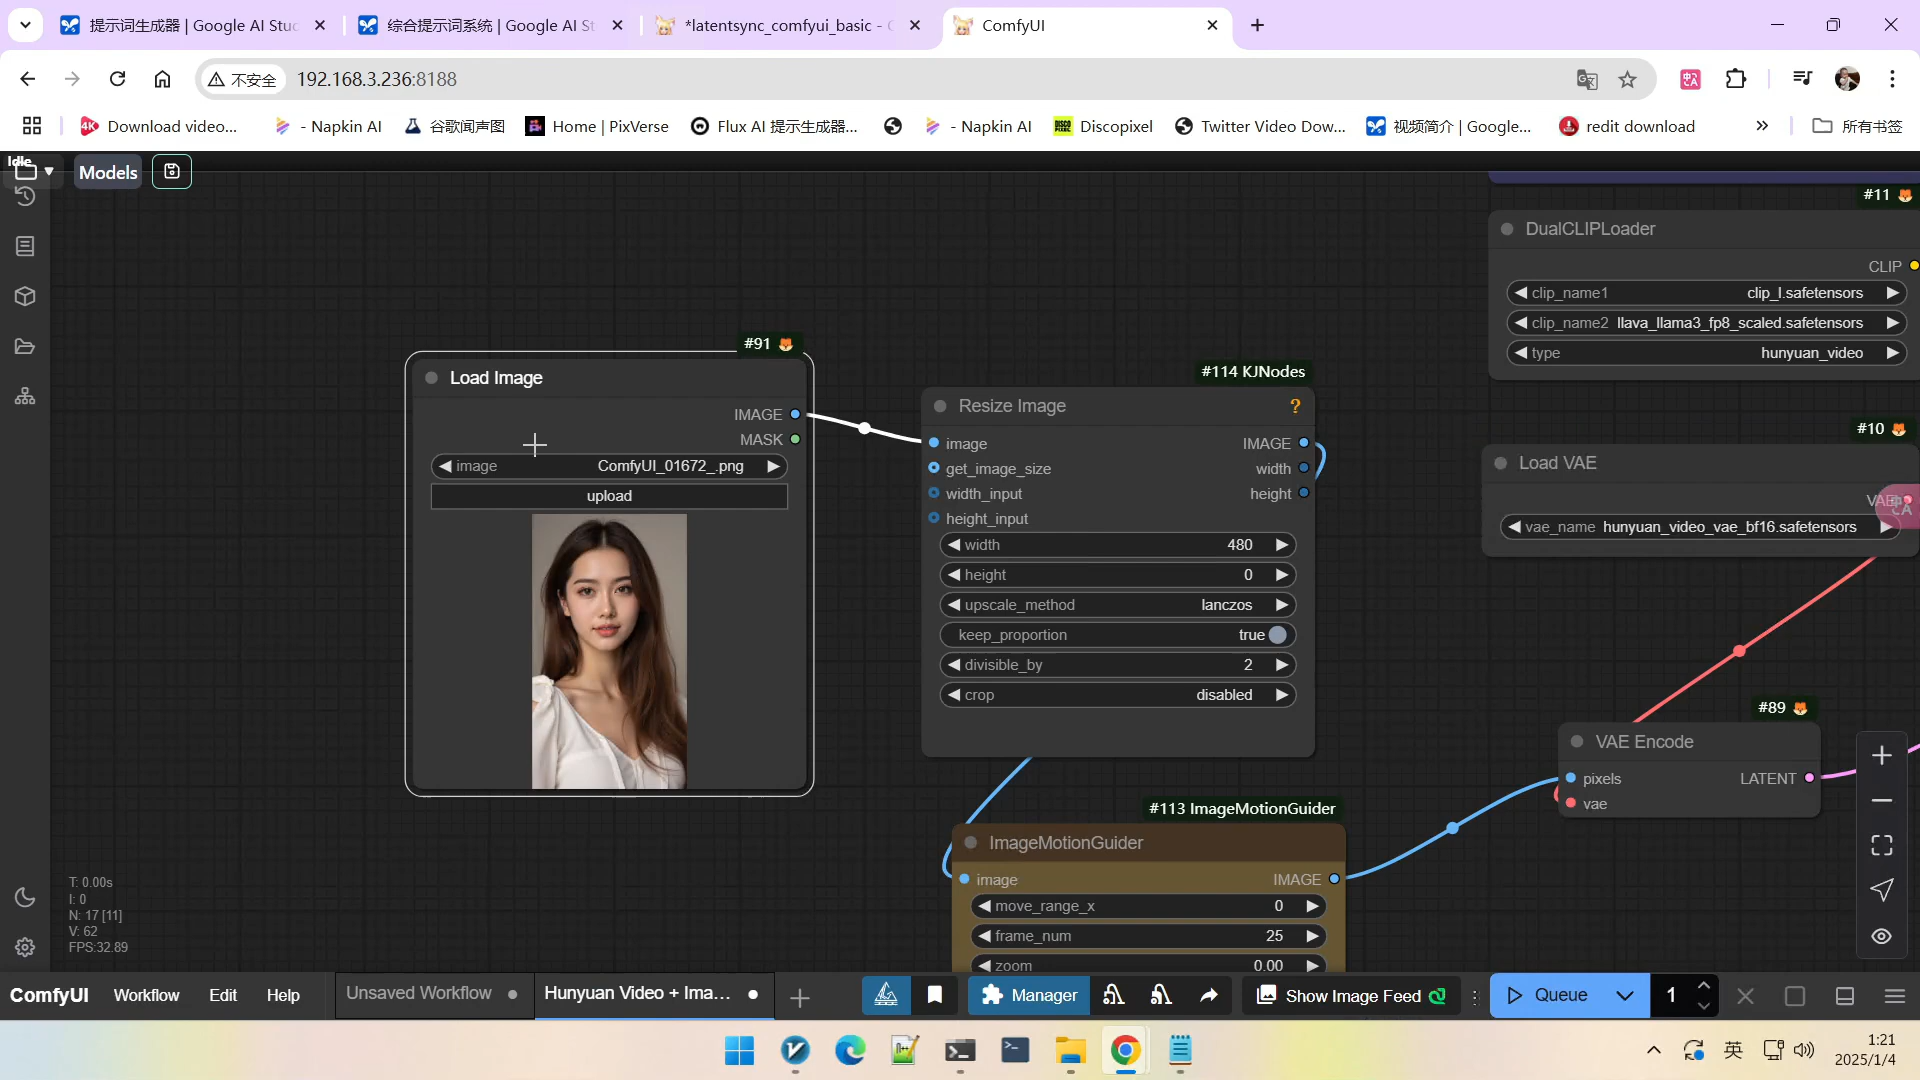 提示词生成器 | Google AI Stuc
综合提示词系统 | Google AI St
*latentsync_comfyui_basic - C
ComfyUI
不安全
192.168.3.236:8188
Download video...
- Napkin AI
谷歌闻声图
Home | PixVerse
Flux AI 提示生成器...
- Napkin AI
Discopixel
Twitter Video Dow...
视频简介 | Google...
redit download
所有书签
Idle
Models
#11
DualCLIPLoader
CLIP
clip_name1 clip_l.safetensors
clip_name2 llava_llama3_fp8_scaled.safetensors
type hunyuan_video
#91
Load Image
IMAGE
MASK
image ComfyUI_01672_.png
upload
#114 KJNodes
Resize Image ?
image IMAGE
get_image_size width
width_input height
height_input
width 480
height 0
upscale_method lanczos
keep_proportion true
divisible_by 2
crop disabled
#10
Load VAE
VAE
vae_name hunyuan_video_vae_bf16.safetensors
#89
VAE Encode
pixels LATENT
vae
#113 ImageMotionGuider
ImageMotionGuider
image IMAGE
move_range_x 0
frame_num 25
zoom 0.00
T: 0.00s
I: 0
N: 17 [11]
V: 62
FPS:32.89
ComfyUI
Workflow
Edit
Help
Unsaved Workflow
Hunyuan Video + Ima...
Manager
Show Image Feed
Queue
1
英
1:21
2025/1/4